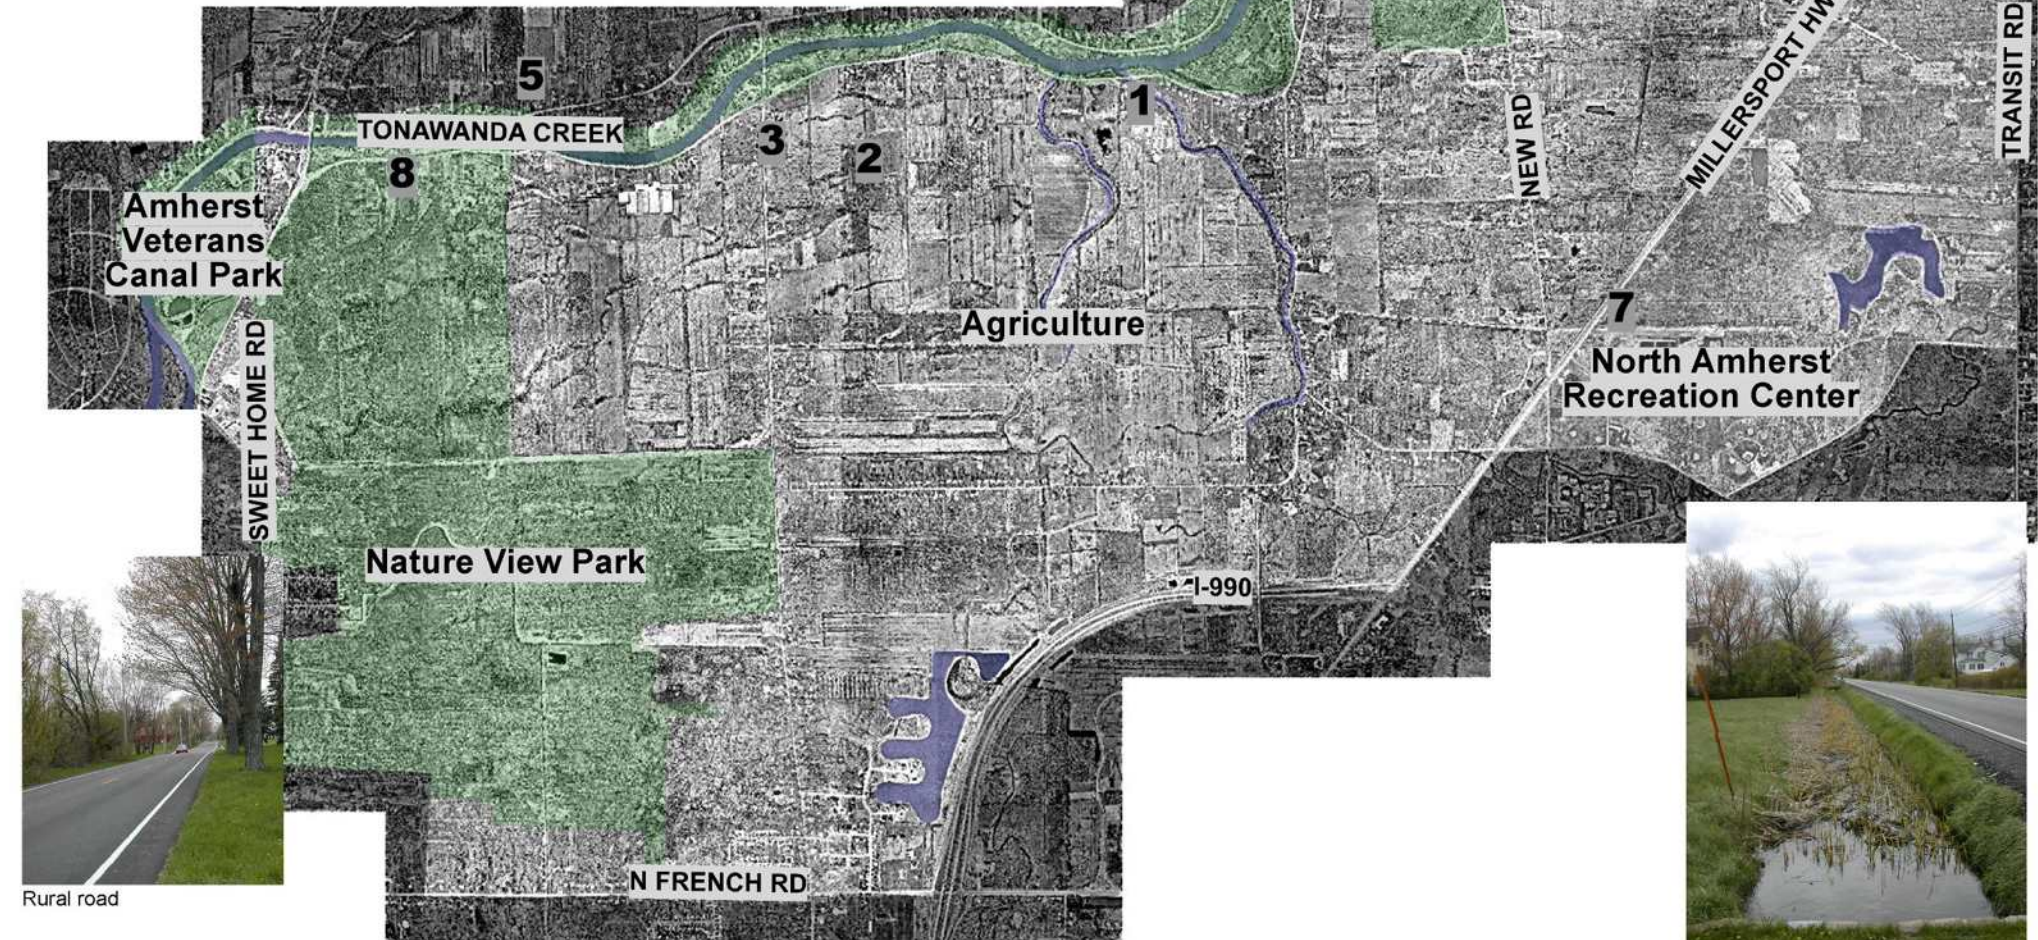 5
1
TONAWANDA CREEK
3
2
8
NEW RD
MILLERSPORT HW
TRANSIT RD
Amherst
Veterans
Canal Park
Agriculture
7
North Amherst
Recreation Center
SWEET HOME RD
Nature View Park
I-990
N FRENCH RD
Rural road